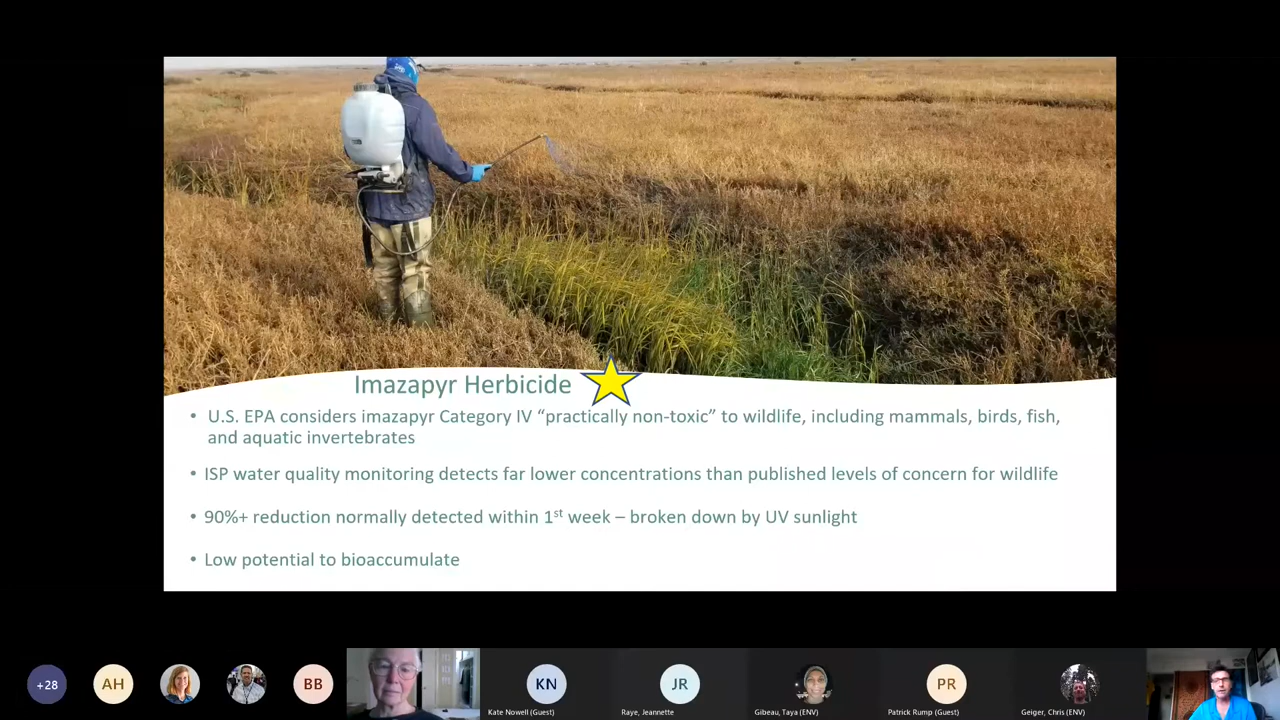 Imazapyr Herbicide
• U.S. EPA considers imazapyr Category IV “practically non-toxic” to wildlife, including mammals, birds, fish,
and aquatic invertebrates
• ISP water quality monitoring detects far lower concentrations than published levels of concern for wildlife
• 90%+ reduction normally detected within 1st week – broken down by UV sunlight
• Low potential to bioaccumulate
+28
AH
BB
KN
JR
PR
Kate Nowell (Guest)
Raye, Jeannette
Gibeau, Taya (ENV)
Patrick Rump (Guest)
Geiger, Chris (ENV)